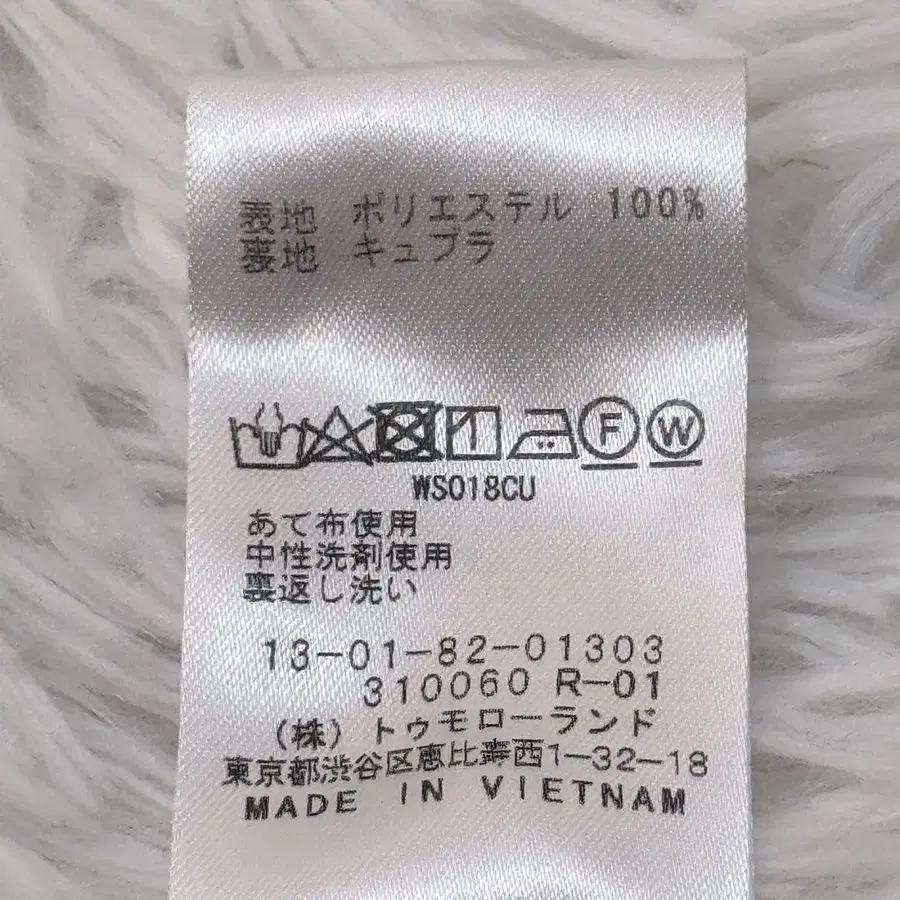 表地 ポリエステル 100%
裏地 キュプラ
F W
WS018CU
あて布使用
中性洗剤使用
裏返し洗い
13-01-82-01303
310060 R-01
(株) トゥモローランド
東京都渋谷区恵比寿西1-32-18
MADE IN VIETNAM